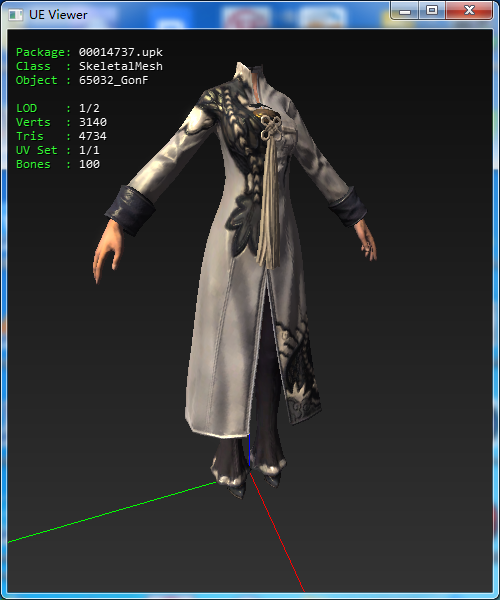 UE Viewer
Package: 00014737.upk
Class : SkeletalMesh
Object : 65032_GonF
LOD : 1/2
Verts : 3140
Tris : 4734
UV Set : 1/1
Bones : 100